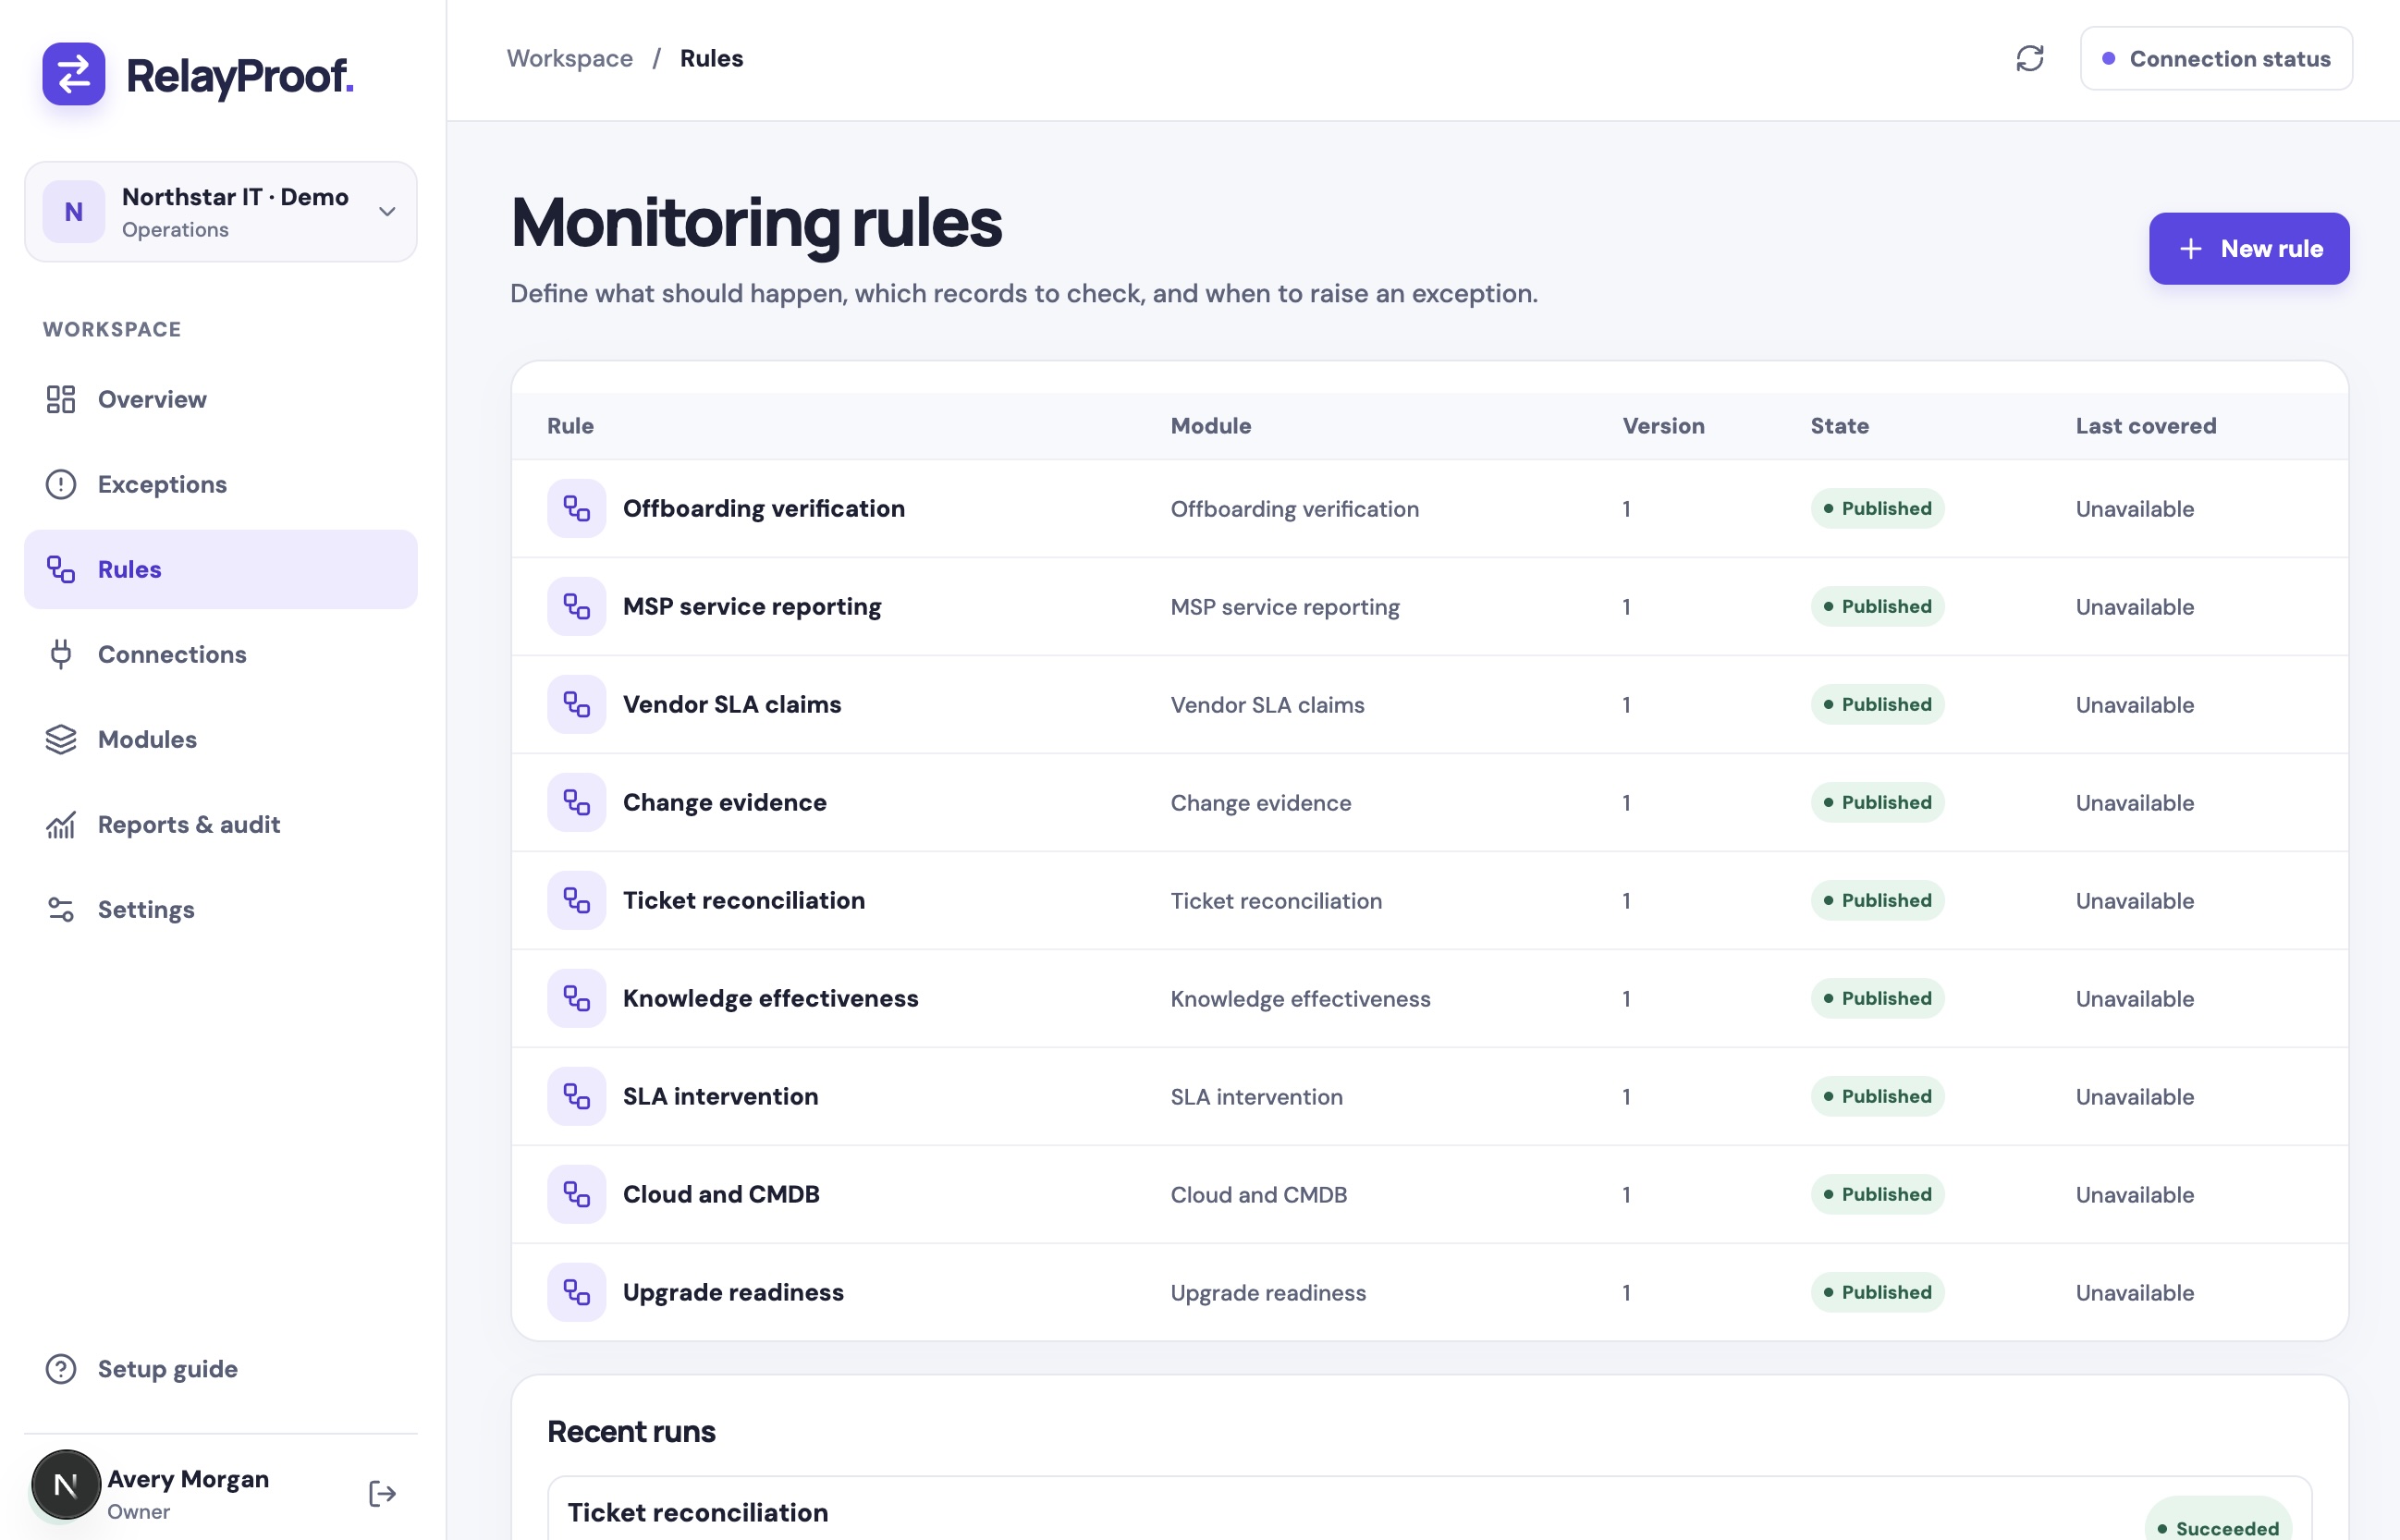 RelayProof.
N
Northstar IT · Demo
Operations
WORKSPACE
Overview
Exceptions
Rules
Connections
Modules
Reports & audit
Settings
Setup guide
N
Avery Morgan
Owner
Workspace / Rules
Connection status
Monitoring rules
Define what should happen, which records to check, and when to raise an exception.
New rule
Rule Module Version State Last covered
Offboarding verification Offboarding verification 1 Published Unavailable
MSP service reporting MSP service reporting 1 Published Unavailable
Vendor SLA claims Vendor SLA claims 1 Published Unavailable
Change evidence Change evidence 1 Published Unavailable
Ticket reconciliation Ticket reconciliation 1 Published Unavailable
Knowledge effectiveness Knowledge effectiveness 1 Published Unavailable
SLA intervention SLA intervention 1 Published Unavailable
Cloud and CMDB Cloud and CMDB 1 Published Unavailable
Upgrade readiness Upgrade readiness 1 Published Unavailable
Recent runs
Ticket reconciliation
Succeeded